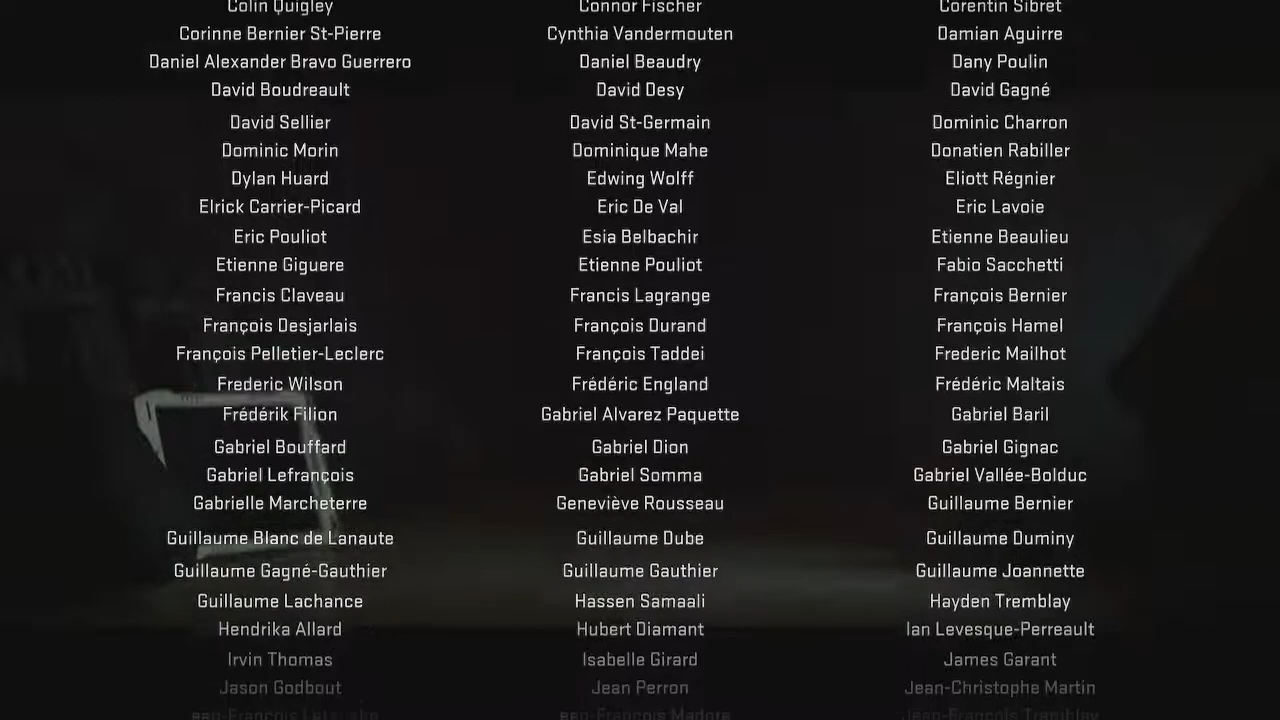 Colin Quigley Connor Fischer Corentin Sibret
Corinne Bernier St-Pierre Cynthia Vandermouten Damian Aguirre
Daniel Alexander Bravo Guerrero Daniel Beaudry Dany Poulin
David Boudreault David Desy David Gagné
David Sellier David St-Germain Dominic Charron
Dominic Morin Dominique Mahe Donatien Rabiller
Dylan Huard Edwing Wolff Eliott Régnier
Elrick Carrier-Picard Eric De Val Eric Lavoie
Eric Pouliot Esia Belbachir Etienne Beaulieu
Etienne Giguere Etienne Pouliot Fabio Sacchetti
Francis Claveau Francis Lagrange François Bernier
François Desjarlais François Durand François Hamel
François Pelletier-Leclerc François Taddei Frederic Mailhot
Frederic Wilson Frédéric England Frédéric Maltais
Frédérik Filion Gabriel Alvarez Paquette Gabriel Baril
Gabriel Bouffard Gabriel Dion Gabriel Gignac
Gabriel Lefrançois Gabriel Somma Gabriel Vallée-Bolduc
Gabrielle Marcheterre Geneviève Rousseau Guillaume Bernier
Guillaume Blanc de Lanaute Guillaume Dube Guillaume Duminy
Guillaume Gagné-Gauthier Guillaume Gauthier Guillaume Joannette
Guillaume Lachance Hassen Samaali Hayden Tremblay
Hendrika Allard Hubert Diamant Ian Levesque-Perreault
Irvin Thomas Isabelle Girard James Garant
Jason Godbout Jean Perron Jean-Christophe Martin
Jean-François Tremblay